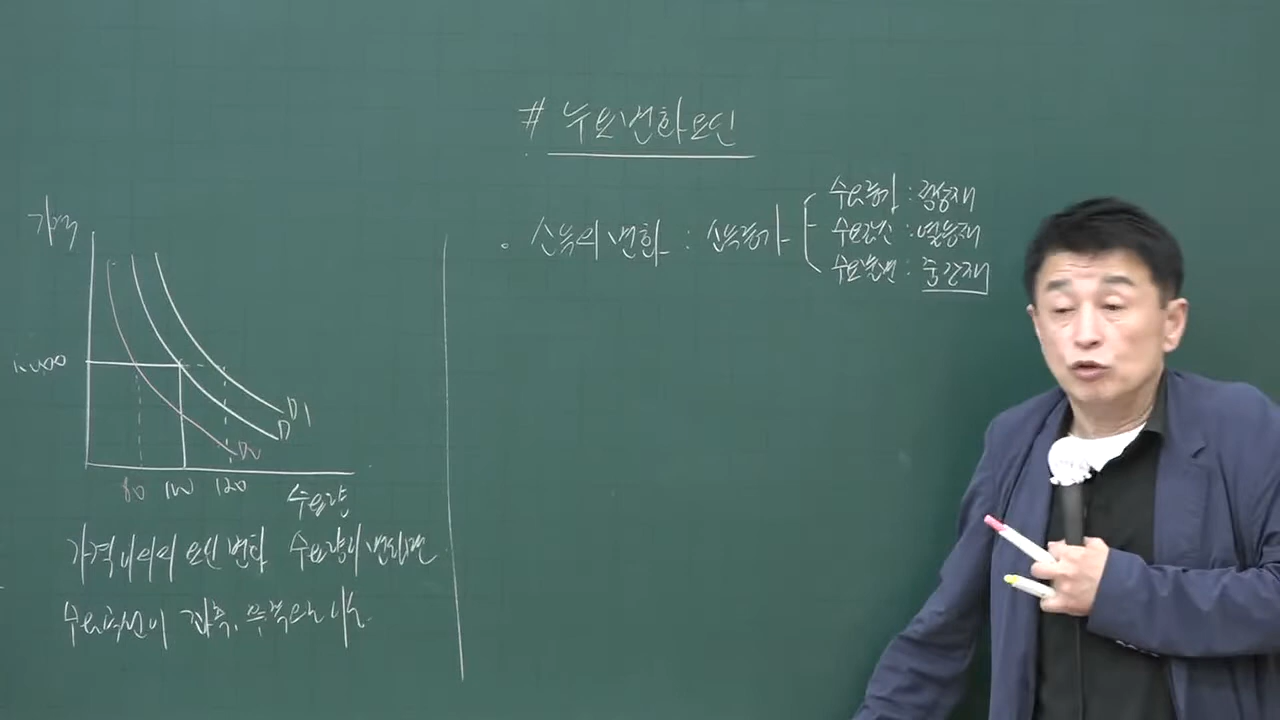 # 수요변화요인
· 소득의 변화 : 소득증가
수요증가 : 정상재
수요감소 : 열등재
수요불변 : 중간재
가격
10,000
D1
D
D2
80 100 120 수요량
가격이외의 요인 변화 수요량이 변화면
수요곡선이 좌측, 우측으로 이동